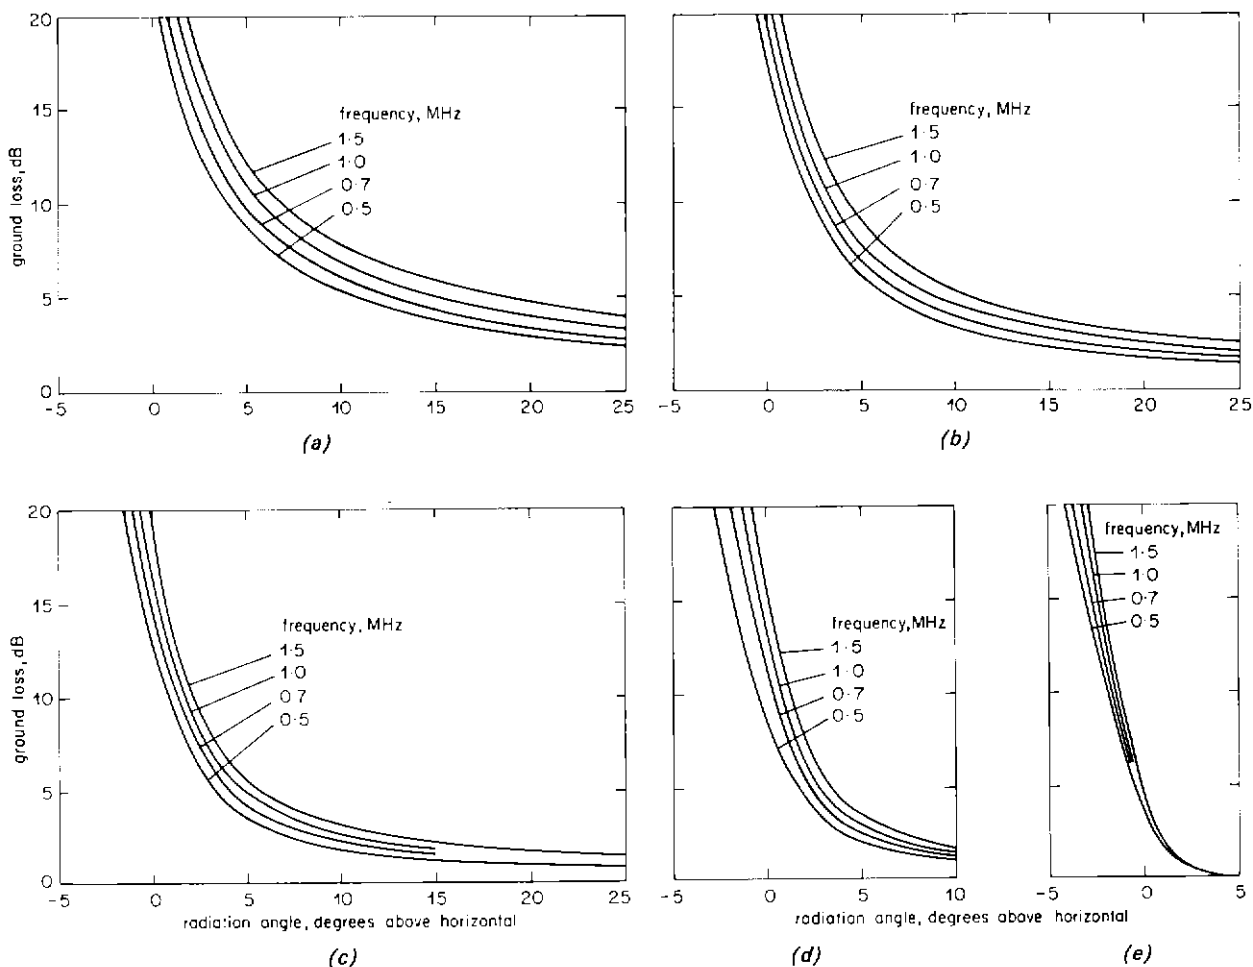 20
15
10
5
0
ground loss, dB
frequency, MHz
1·5
1·0
0·7
0·5
-5 0 5 10 15 20 25
(a)
frequency, MHz
1·5
1·0
0·7
0·5
-5 0 5 10 15 20 25
(b)
20
15
10
5
0
ground loss, dB
frequency, MHz
1·5
1·0
0·7
0·5
-5 0 5 10 15 20 25
radiation angle, degrees above horizontal
(c)
frequency, MHz
1·5
1·0
0·7
0·5
-5 0 5 10
(d)
frequency, MHz
1·5
1·0
0·7
0·5
-5 0 5
radiation angle, degrees above horizontal
(e)